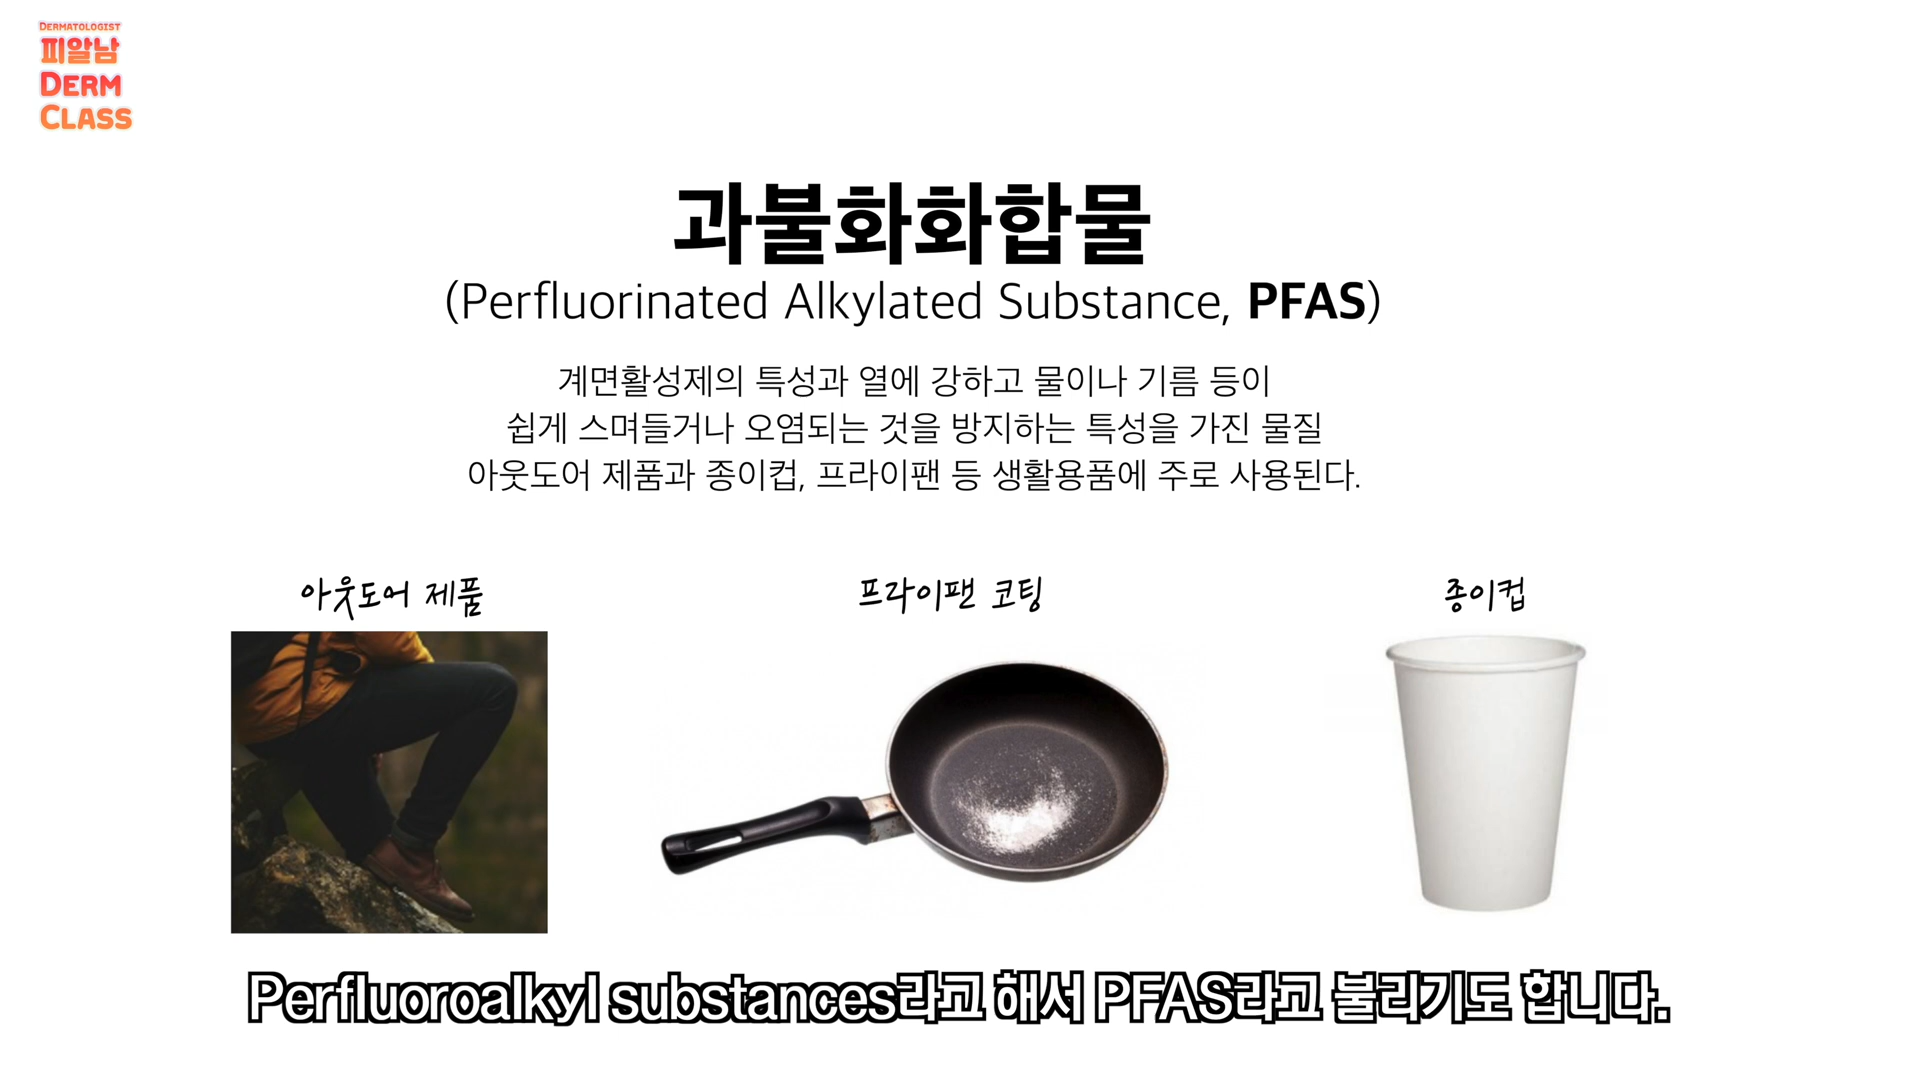 DERMATOLOGIST
피알남
DERM
CLASS
과불화화합물
(Perfluorinated Alkylated Substance, PFAS)
계면활성제의 특성과 열에 강하고 물이나 기름 등이
쉽게 스며들거나 오염되는 것을 방지하는 특성을 가진 물질
아웃도어 제품과 종이컵, 프라이팬 등 생활용품에 주로 사용된다.
아웃도어 제품
프라이팬 코팅
종이컵
Perfluoroalkyl substances라고 해서 PFAS라고 불리기도 합니다.